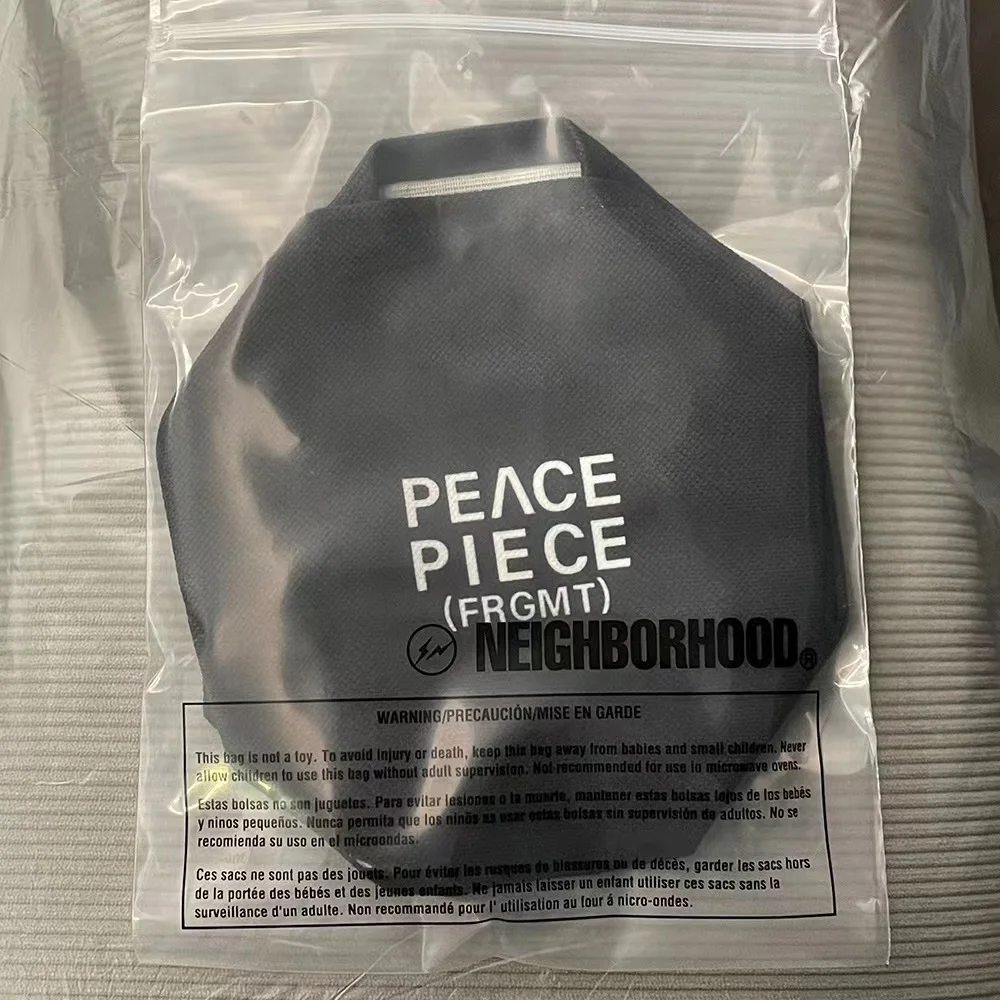 PEACE
PIECE
(FRGMT)
NEIGHBORHOOD®
WARNING/PRECAUCIÓN/MISE EN GARDE
This bag is not a toy. To avoid injury or death, keep this bag away from babies and small children. Never
allow children to use this bag without adult supervision. Not recommended for use in microwave ovens.
Estas bolsas no son juguetes. Para evitar lesiones o la muerte, mantener estas bolsas lejos de los bebés
y ninos pequeños. Nunca permita que los niños as usar estas bolsas sin supervisión de adultos. No se
recomienda su uso en el microondas.
Ces sacs ne sont pas des jouets. Pour éviter les rusques de blessures ou de décès, garder les sacs hors
de la portée des bébés et des jeunes enfants. Ne jamais laisser un enfant utiliser ces sacs sans la
surveillance d'un adulte. Non recommandé pour l' utilisation au four á nicro-ondes.